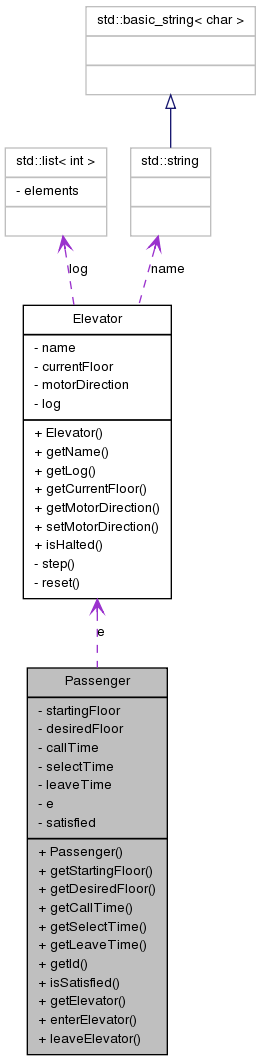 std::basic_string< char >
std::list< int >
- elements
std::string
log
name
Elevator
- name
- currentFloor
- motorDirection
- log
+ Elevator()
+ getName()
+ getLog()
+ getCurrentFloor()
+ getMotorDirection()
+ setMotorDirection()
+ isHalted()
- step()
- reset()
e
Passenger
- startingFloor
- desiredFloor
- callTime
- selectTime
- leaveTime
- e
- satisfied
+ Passenger()
+ getStartingFloor()
+ getDesiredFloor()
+ getCallTime()
+ getSelectTime()
+ getLeaveTime()
+ getId()
+ isSatisfied()
+ getElevator()
+ enterElevator()
+ leaveElevator()